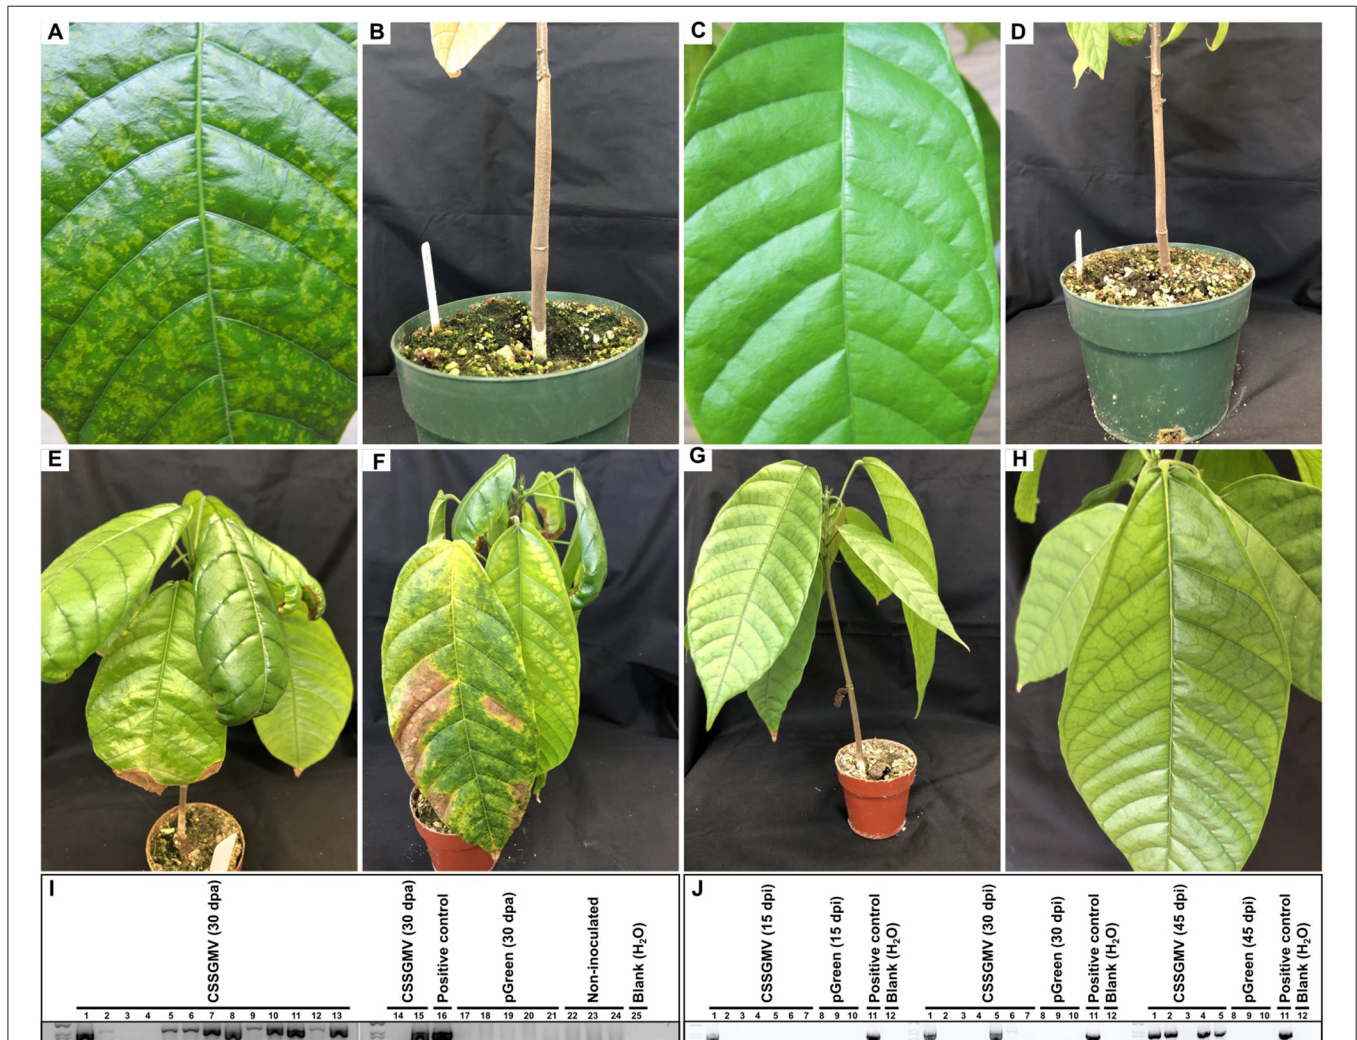 A
B
C
D
E
F
G
H
I
CSSGMV (30 dpa)
CSSGMV (30 dpa)
Positive control
pGreen (30 dpa)
Non-inoculated
Blank (H₂O)
1 2 3 4 5 6 7 8 9 10 11 12 13 14 15 16 17 18 19 20 21 22 23 24 25
J
CSSGMV (15 dpi)
pGreen (15 dpi)
Positive control
Blank (H₂O)
CSSGMV (30 dpi)
pGreen (30 dpi)
Positive control
Blank (H₂O)
CSSGMV (45 dpi)
pGreen (45 dpi)
Positive control
Blank (H₂O)
1 2 3 4 5 6 7 8 9 10 11 12 1 2 3 4 5 6 7 8 9 10 11 12 1 2 3 4 5 8 9 10 11 12